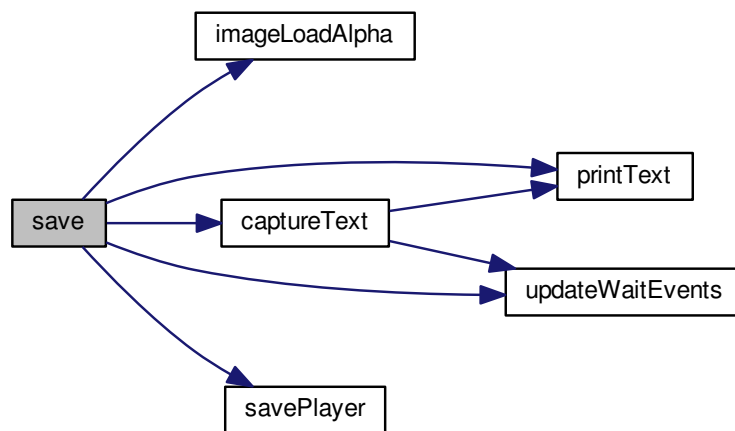 imageLoadAlpha
printText
save
captureText
updateWaitEvents
savePlayer